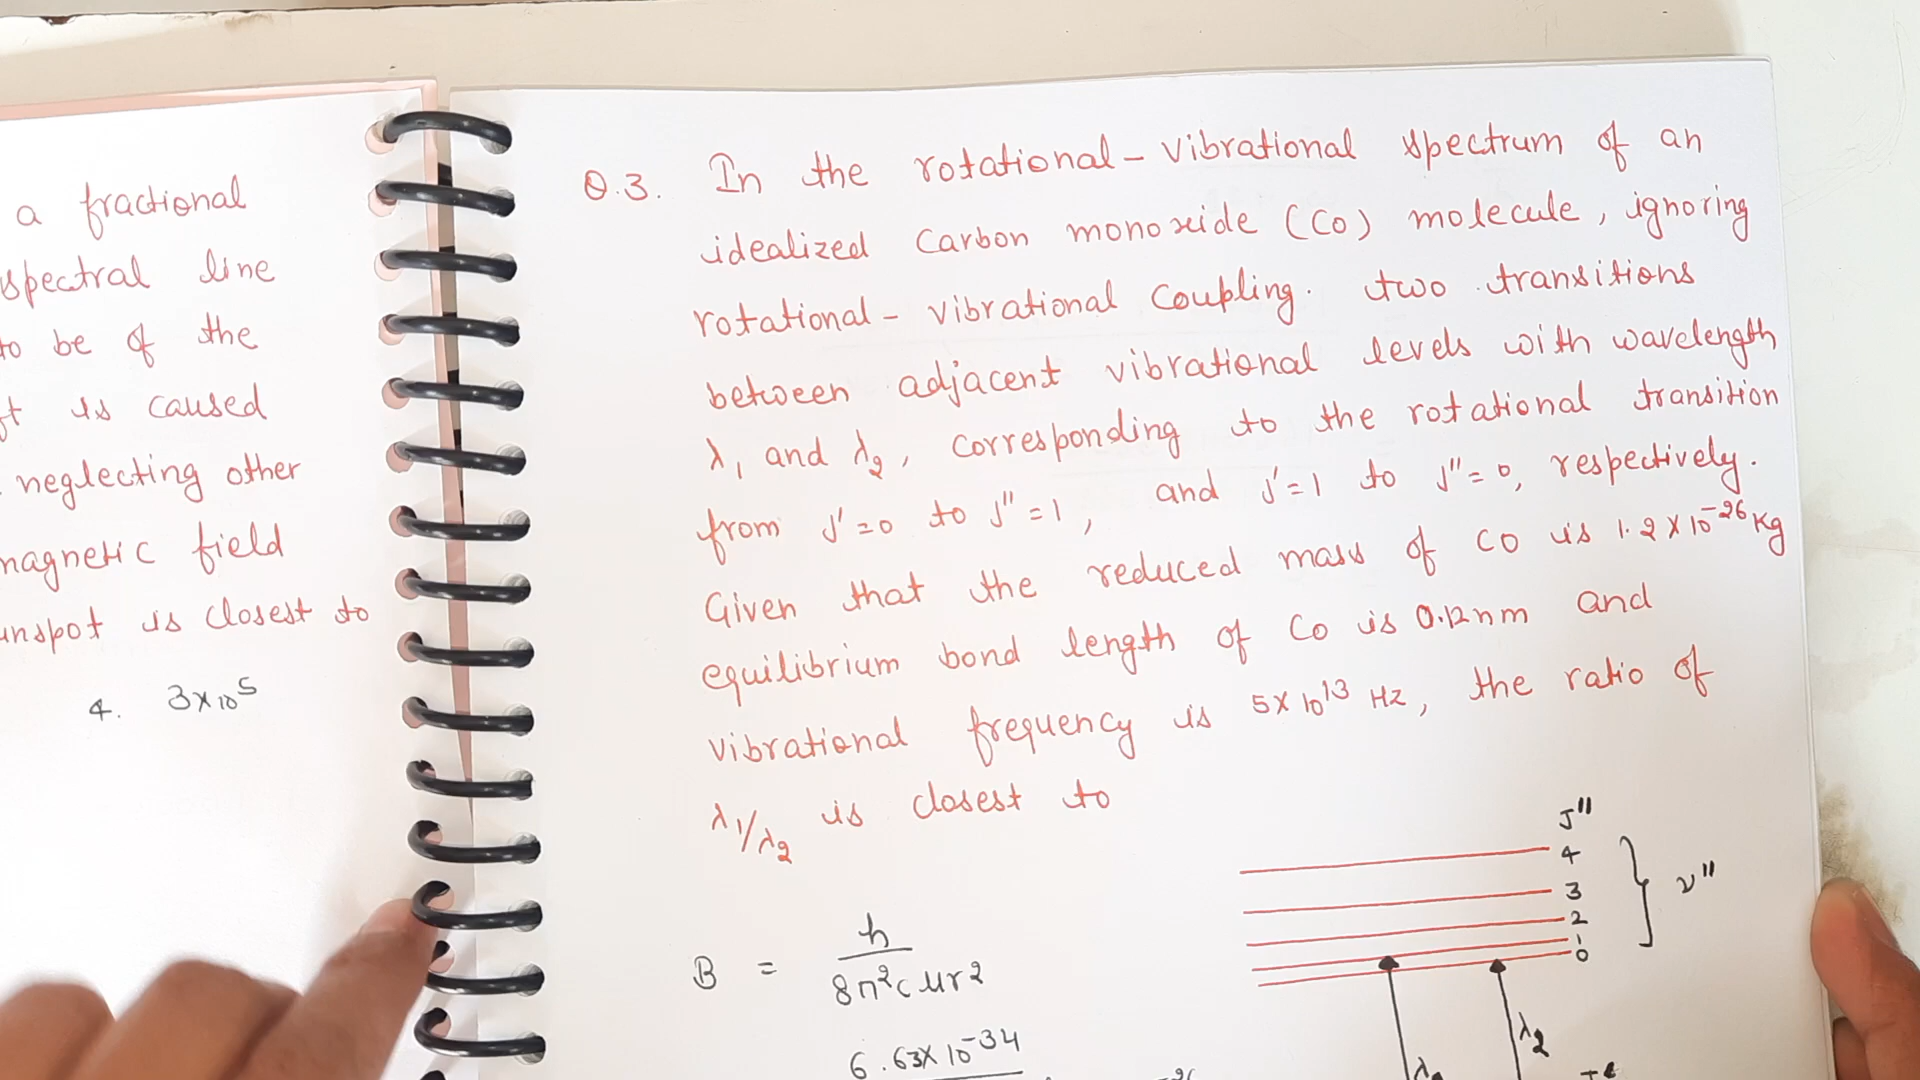 a fractional
spectral line
to be of the
is caused
neglecting other
magnetic field
unspot is closest to
4. 3×10⁵
Q.3. In the rotational - vibrational spectrum of an
idealized Carbon monoxide (CO) molecule, ignoring
rotational - vibrational coupling. two transitions
between adjacent vibrational levels with wavelength
λ₁ and λ₂, corresponding to the rotational transition
from J'=0 to J''=1, and J'=1 to J''=0, respectively.
Given that the reduced mass of CO is 1.2×10⁻²⁶ Kg
equilibrium bond length of CO is 0.12nm and
vibrational frequency is 5×10¹³ Hz, the ratio of
λ₁/λ₂ is closest to
J''
4
3
2
1
0
ν''
B = h / 8π²cμr²
6.63×10⁻³⁴
λ₂